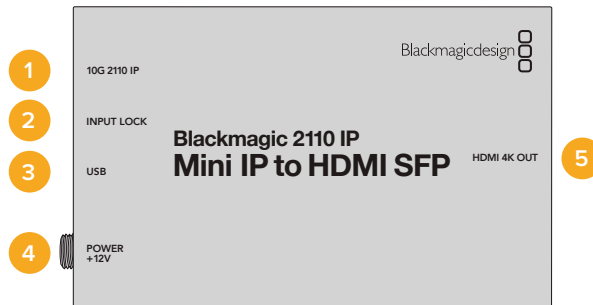 1
10G 2110 IP
Blackmagicdesign
2
INPUT LOCK
Blackmagic 2110 IP
Mini IP to HDMI SFP
HDMI 4K OUT
5
3
USB
4
POWER
+12V